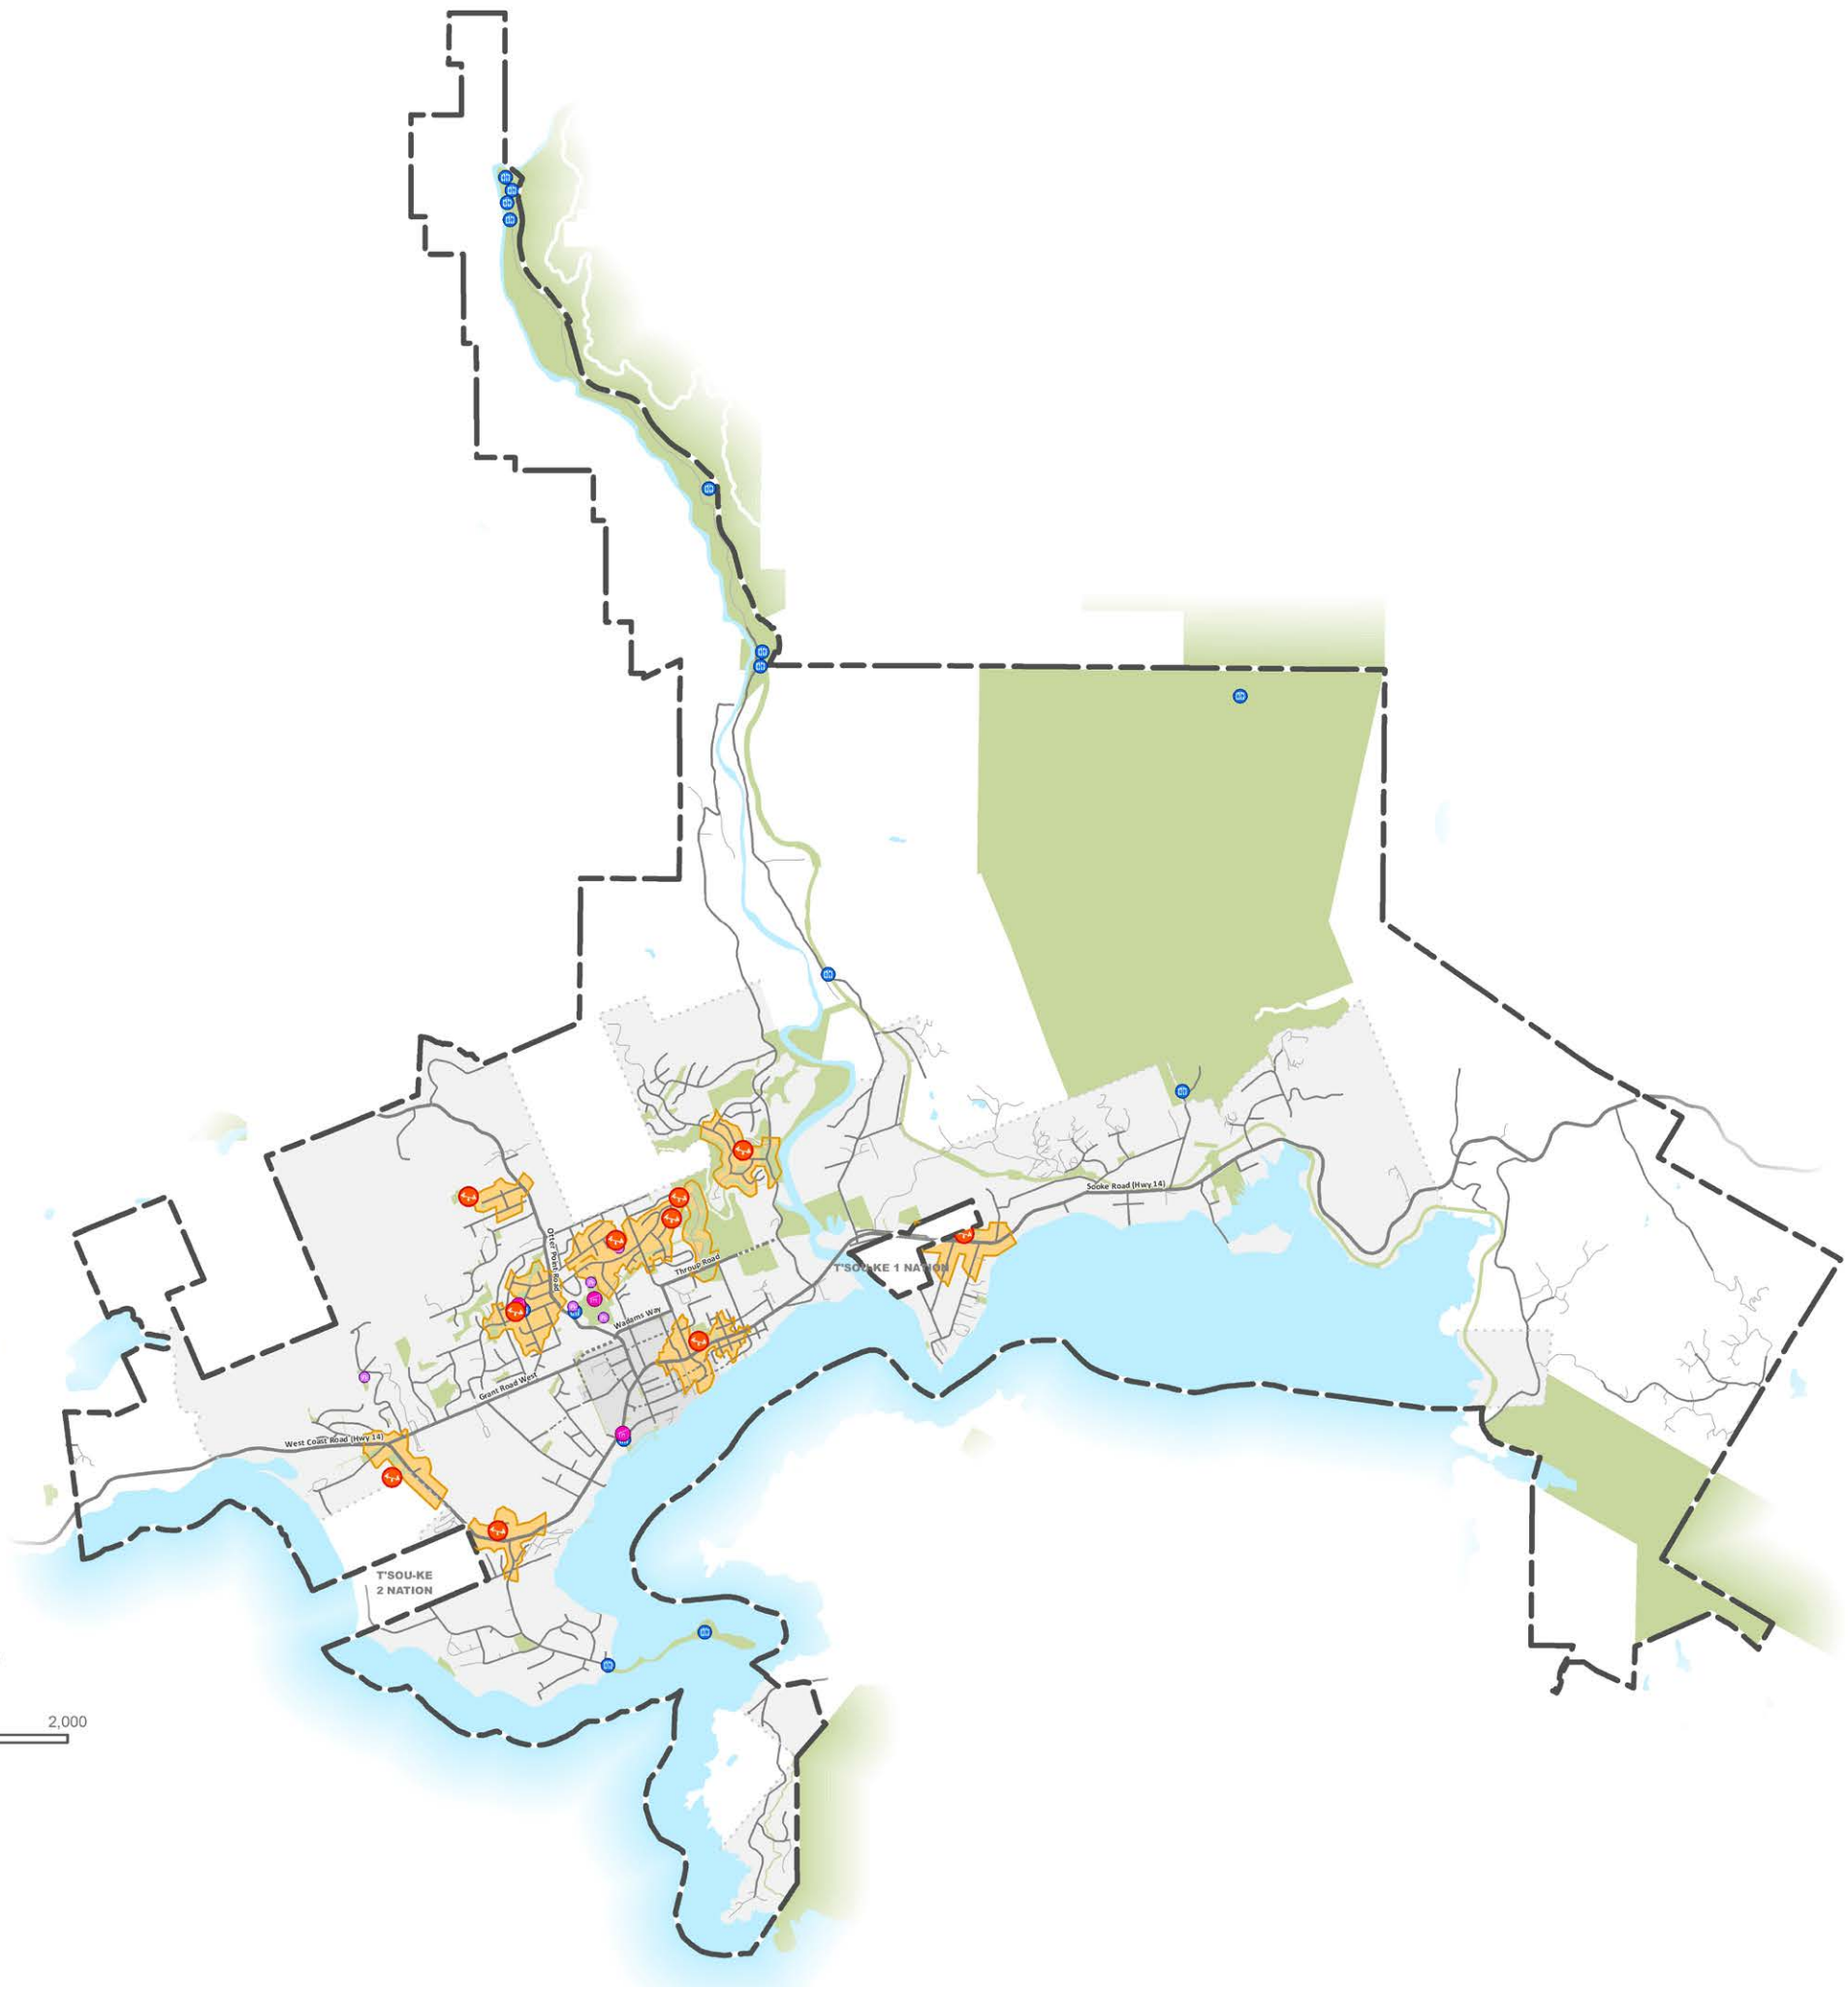 Sooke Road (Hwy 14)
Otter Point Road
Throup Road
T'SOU-KE 1 NATION
Wadams Way
Grant Road West
West Coast Road (Hwy 14)
T'SOU-KE
2 NATION
2,000